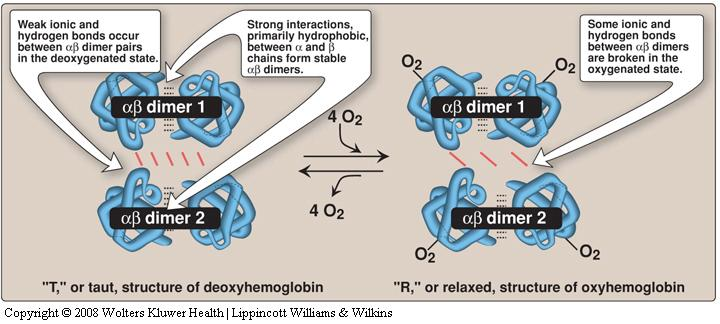 Weak ionic and
hydrogen bonds occur
between αβ dimer pairs
in the deoxygenated state.
Strong interactions,
primarily hydrophobic,
between α and β
chains form stable
αβ dimers.
Some ionic and
hydrogen bonds
between αβ dimers
are broken in the
oxygenated state.
O2
O2
αβ dimer 1
αβ dimer 1
4 O2
4 O2
αβ dimer 2
αβ dimer 2
O2
O2
"T," or taut, structure of deoxyhemoglobin
"R," or relaxed, structure of oxyhemoglobin
Copyright © 2008 Wolters Kluwer Health | Lippincott Williams & Wilkins